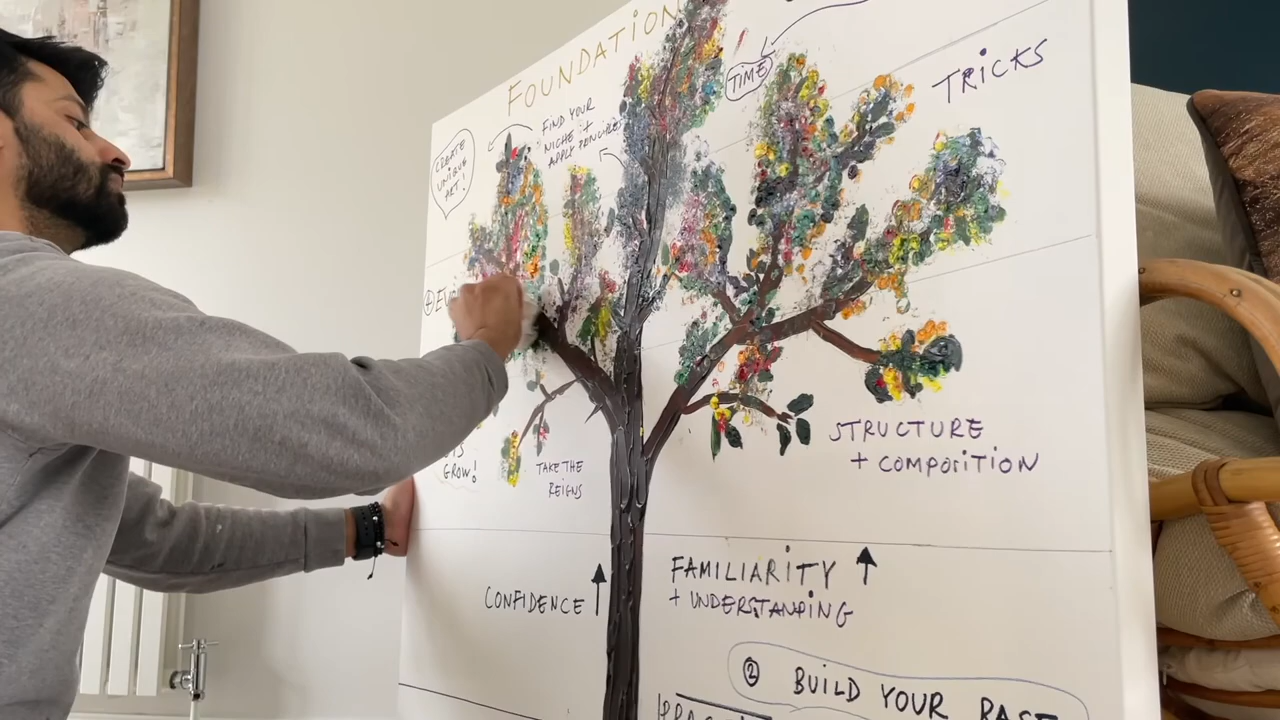 FOUNDATION
TIME
TRICKS
FIND YOUR
NICHE +
APPLY
CREATE
UNIQUE
ART!
STRUCTURE
+ COMPOSITION
GROW!
TAKE THE
REIGNS
CONFIDENCE
FAMILIARITY
+ UNDERSTANDING
② BUILD YOUR BASE